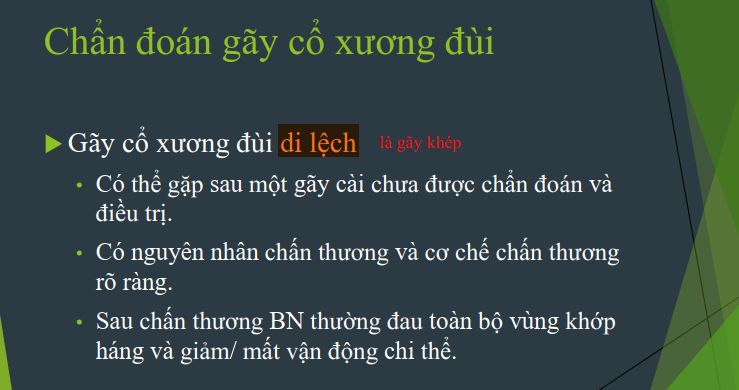 Chẩn đoán gãy cổ xương đùi
Gãy cổ xương đùi di lệch là gãy khép
• Có thể gặp sau một gãy cài chưa được chẩn đoán và
điều trị.
• Có nguyên nhân chấn thương và cơ chế chấn thương
rõ ràng.
• Sau chấn thương BN thường đau toàn bộ vùng khớp
háng và giảm/ mất vận động chi thể.